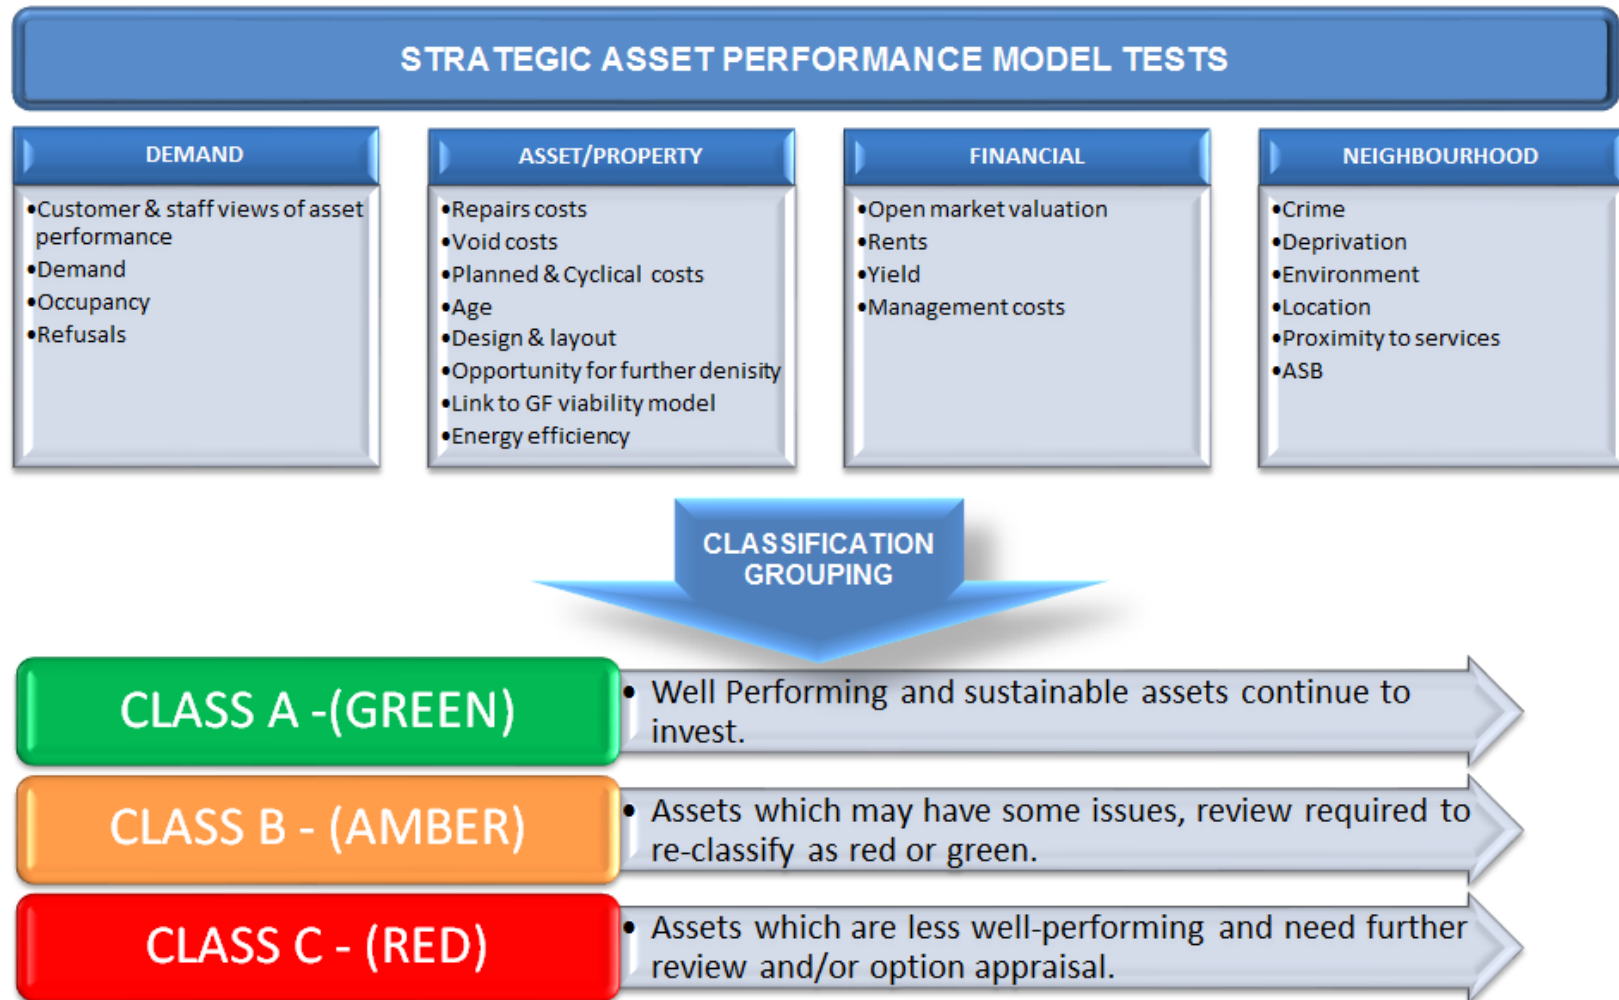 STRATEGIC ASSET PERFORMANCE MODEL TESTS
DEMAND
•Customer & staff views of asset
performance
•Demand
•Occupancy
•Refusals
ASSET/PROPERTY
•Repairs costs
•Void costs
•Planned & Cyclical costs
•Age
•Design & layout
•Opportunity for further denisity
•Link to GF viability model
•Energy efficiency
FINANCIAL
•Open market valuation
•Rents
•Yield
•Management costs
NEIGHBOURHOOD
•Crime
•Deprivation
•Environment
•Location
•Proximity to services
•ASB
CLASSIFICATION
GROUPING
CLASS A -(GREEN)
• Well Performing and sustainable assets continue to
invest.
CLASS B - (AMBER)
• Assets which may have some issues, review required to
re-classify as red or green.
CLASS C - (RED)
• Assets which are less well-performing and need further
review and/or option appraisal.